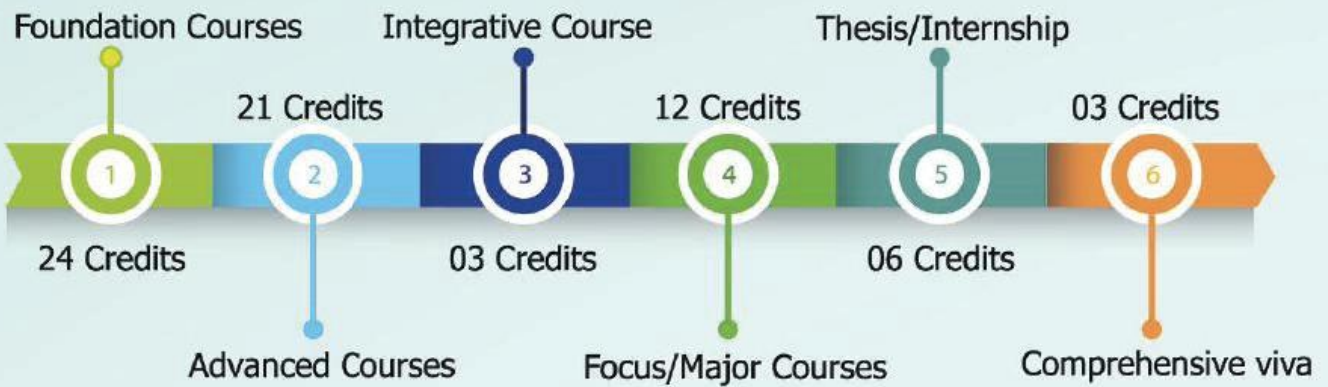 Foundation Courses
Integrative Course
Thesis/Internship
21 Credits
12 Credits
03 Credits
1
2
3
4
5
6
24 Credits
03 Credits
06 Credits
Advanced Courses
Focus/Major Courses
Comprehensive viva